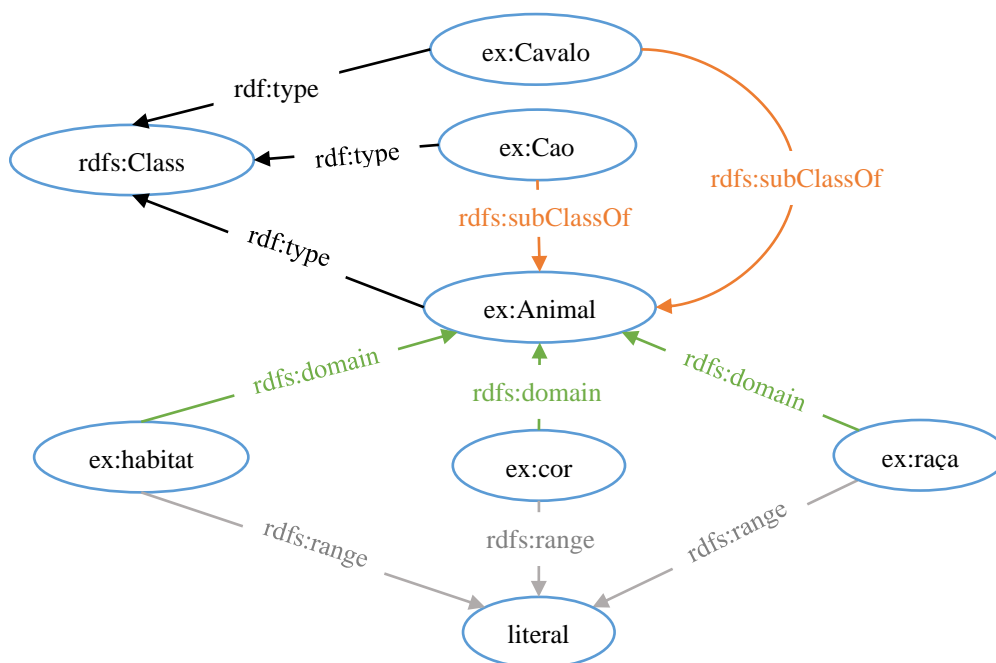 ex:Cavalo
rdf:type
ex:Cao
rdfs:Class
rdf:type
rdfs:subClassOf
rdfs:subClassOf
rdf:type
ex:Animal
rdfs:domain
rdfs:domain
rdfs:domain
ex:habitat
ex:cor
ex:raça
rdfs:range
rdfs:range
rdfs:range
literal